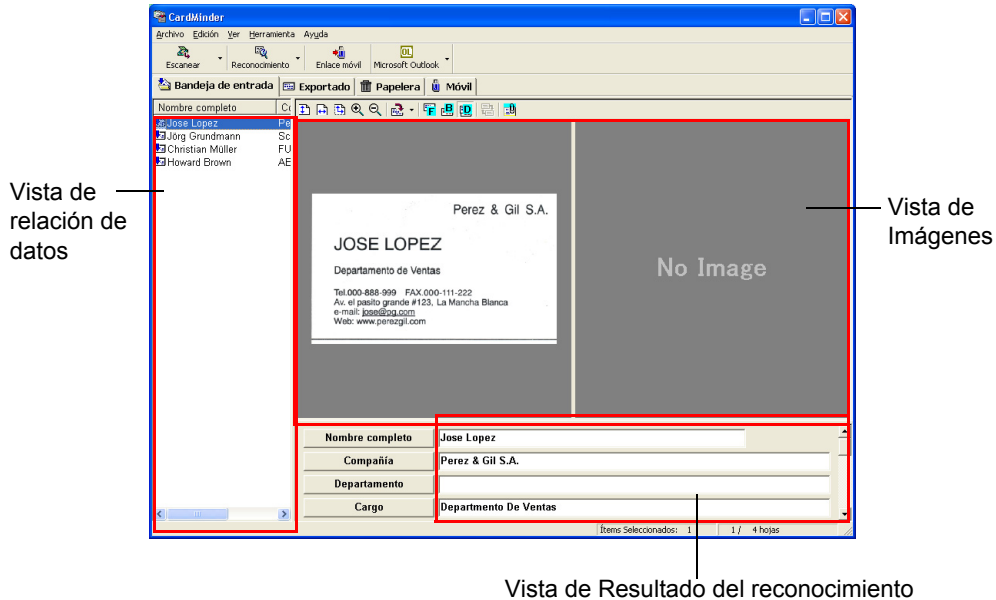 CardMinder
Archivo Edición Ver Herramienta Ayuda
Escanear Reconocimiento Enlace móvil Microsoft Outlook
Bandeja de entrada Exportado Papelera Móvil
Nombre completo
Jose Lopez Pe
Jörg Grundmann Sc
Christian Müller FU
Howard Brown AE
Vista de
relación de
datos
Perez & Gil S.A.
JOSE LOPEZ
Departamento de Ventas
Tel.000-888-999 FAX.000-111-222
Av. el pasito grande #123, La Mancha Blanca
e-mail: jose@pg.com
Web: www.perezgil.com
No Image
Vista de
Imágenes
Nombre completo Jose Lopez
Compañía Perez & Gil S.A.
Departamento
Cargo Departmento De Ventas
Ítems Seleccionados: 1 1 / 4 hojas
Vista de Resultado del reconocimiento